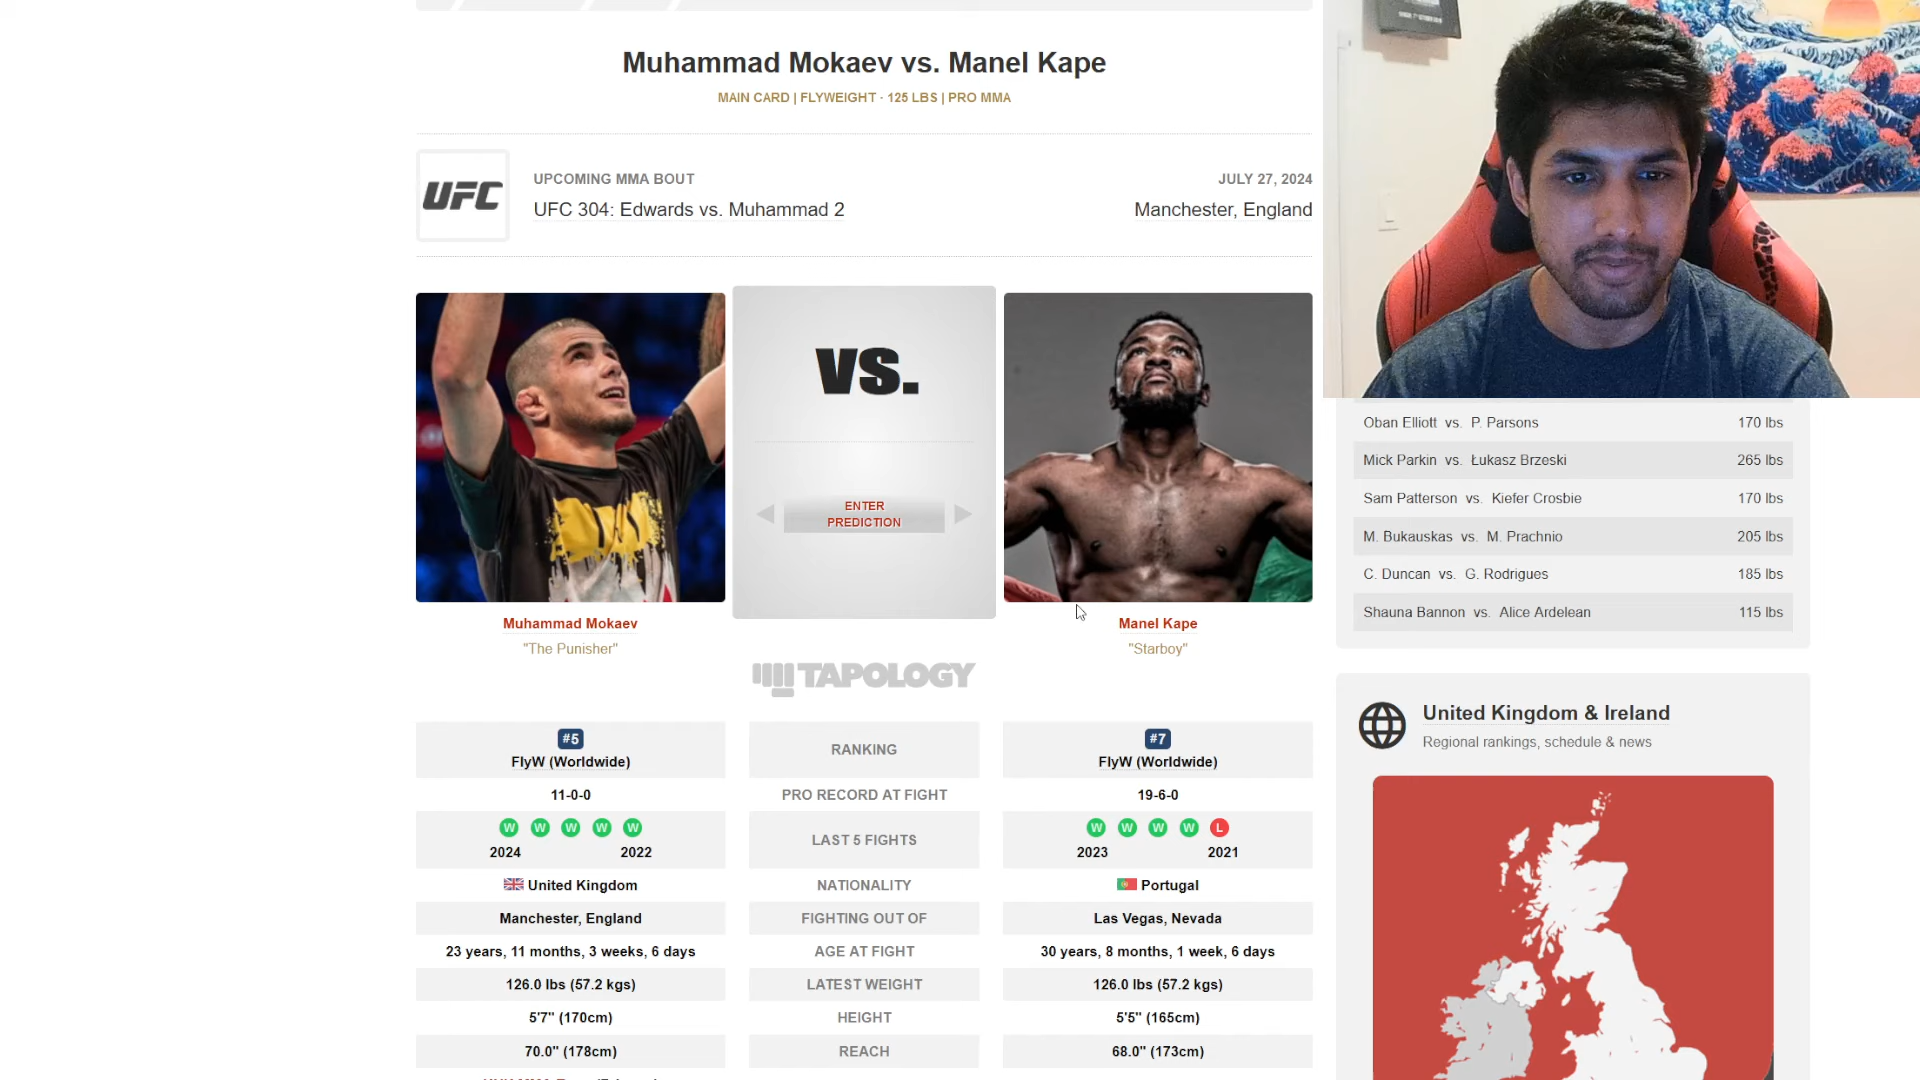 Muhammad Mokaev vs. Manel Kape
MAIN CARD | FLYWEIGHT · 125 LBS | PRO MMA
UFC
UPCOMING MMA BOUT
UFC 304: Edwards vs. Muhammad 2
JULY 27, 2024
Manchester, England
VS.
ENTER
PREDICTION
Muhammad Mokaev
"The Punisher"
Manel Kape
"Starboy"
TAPOLOGY
#5
FlyW (Worldwide)
RANKING
#7
FlyW (Worldwide)
11-0-0
PRO RECORD AT FIGHT
19-6-0
W W W W W
2024 2022
LAST 5 FIGHTS
W W W W L
2023 2021
United Kingdom
NATIONALITY
Portugal
Manchester, England
FIGHTING OUT OF
Las Vegas, Nevada
23 years, 11 months, 3 weeks, 6 days
AGE AT FIGHT
30 years, 8 months, 1 week, 6 days
126.0 lbs (57.2 kgs)
LATEST WEIGHT
126.0 lbs (57.2 kgs)
5'7" (170cm)
HEIGHT
5'5" (165cm)
70.0" (178cm)
REACH
68.0" (173cm)
Oban Elliott vs. P. Parsons 170 lbs
Mick Parkin vs. Łukasz Brzeski 265 lbs
Sam Patterson vs. Kiefer Crosbie 170 lbs
M. Bukauskas vs. M. Prachnio 205 lbs
C. Duncan vs. G. Rodrigues 185 lbs
Shauna Bannon vs. Alice Ardelean 115 lbs
United Kingdom & Ireland
Regional rankings, schedule & news